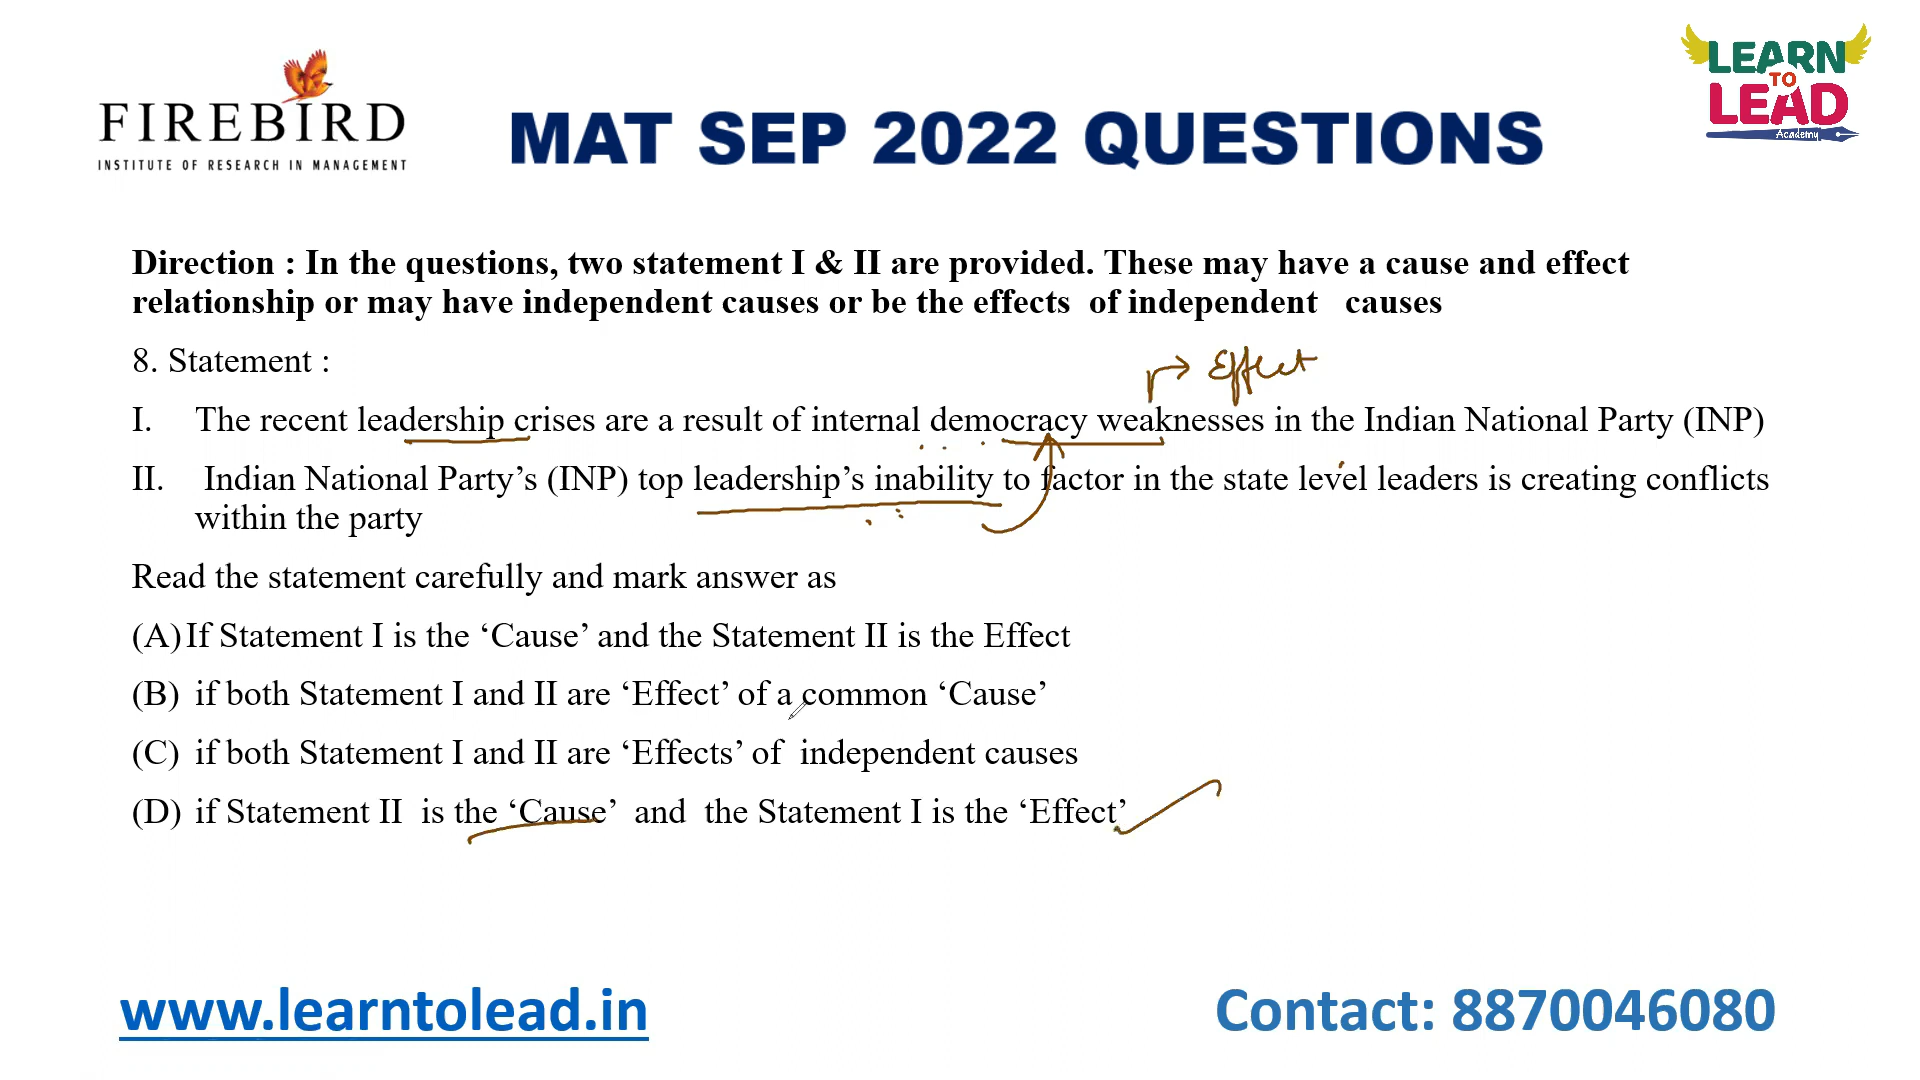 FIREBIRD
INSTITUTE OF RESEARCH IN MANAGEMENT
MAT SEP 2022 QUESTIONS
LEARN
TO
LEAD
Academy
Direction : In the questions, two statement I & II are provided. These may have a cause and effect
relationship or may have independent causes or be the effects of independent causes
8. Statement :
Effect
I. The recent leadership crises are a result of internal democracy weaknesses in the Indian National Party (INP)
II. Indian National Party’s (INP) top leadership’s inability to factor in the state level leaders is creating conflicts
within the party
Read the statement carefully and mark answer as
(A) If Statement I is the ‘Cause’ and the Statement II is the Effect
(B) if both Statement I and II are ‘Effect’ of a common ‘Cause’
(C) if both Statement I and II are ‘Effects’ of independent causes
(D) if Statement II is the ‘Cause’ and the Statement I is the ‘Effect’
www.learntolead.in
Contact: 8870046080